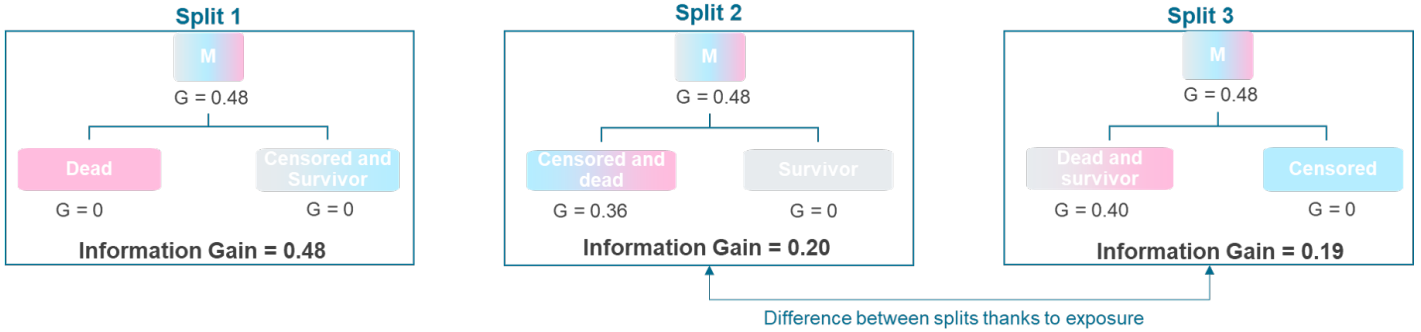 Split 1
M
G = 0.48
Dead
Censored and
Survivor
G = 0
G = 0
Information Gain = 0.48
Split 2
M
G = 0.48
Censored and
dead
Survivor
G = 0.36
G = 0
Information Gain = 0.20
Split 3
M
G = 0.48
Dead and
survivor
Censored
G = 0.40
G = 0
Information Gain = 0.19
Difference between splits thanks to exposure